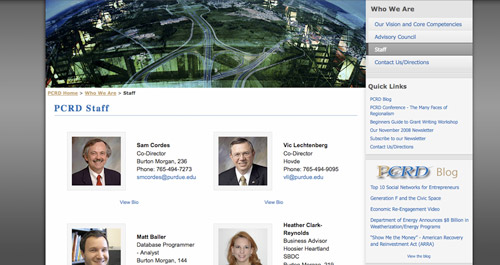 Who We Are
Our Vision and Core Competencies
Advisory Council
Staff
Contact Us/Directions
PCRD Home > Who We Are > Staff
PCRD Staff
Sam Cordes
Co-Director
Burton Morgan, 236
Phone: 765-494-7273
smcordes@purdue.edu
View Bio
Vic Lechtenberg
Co-Director
Hovde
Phone: 765-494-9095
vll@purdue.edu
View Bio
Matt Bailer
Database Programmer
- Analyst
Burton Morgan, 144
Heather Clark-
Reynolds
Business Advisor
Hoosier Heartland
SBDC
Burton Morgan, 215
Quick Links
PCRD Blog
PCRD Conference - The Many Faces of
Regionalism
Beginners Guide to Grant Writing Workshop
Our November 2008 Newsletter
Subscribe to our Newsletter
Contact Us/Directions
PCRD Blog
Top 10 Social Networks for Entrepreneurs
Generation F and the Civic Space
Economic Re-Engagement Video
Department of Energy Announces $8 Billion in
Weatherization/Energy Programs
"Show Me the Money" - American Recovery
and Reinvestment Act (ARRA)
View the blog